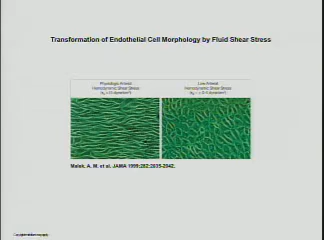 Transformation of Endothelial Cell Morphology by Fluid Shear Stress
Physiologic Arterial
Hemodynamic Shear Stress
Low Arterial
Hemodynamic Shear Stress
Malek, A. M. et al. JAMA 1999;282:2035-2042.